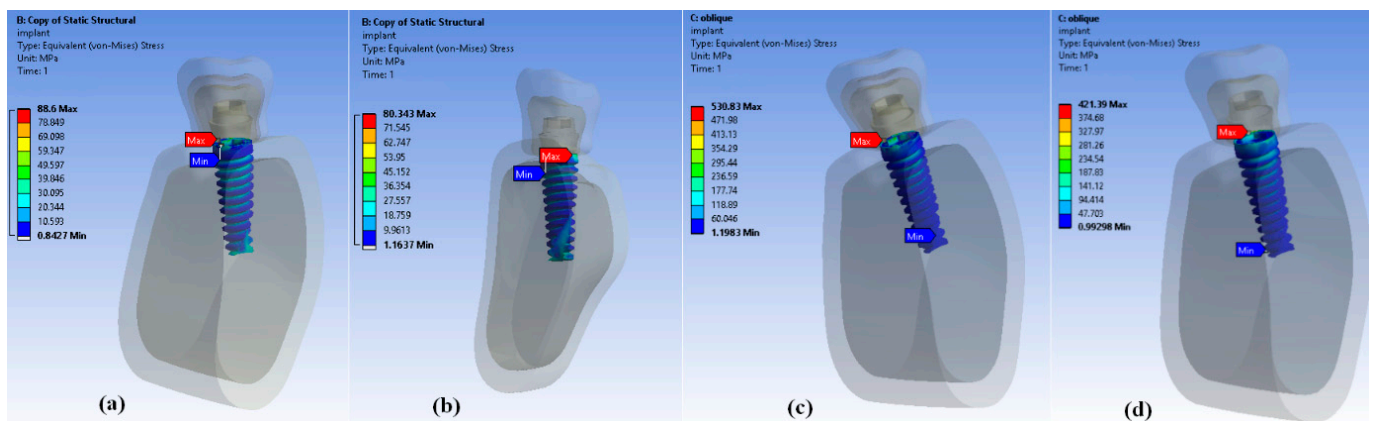 B: Copy of Static Structural
implant
Type: Equivalent (von-Mises) Stress
Unit: MPa
Time: 1
88.6 Max
78.849
69.098
59.347
49.597
39.846
30.095
20.344
10.593
0.8427 Min
Max
Min
(a)
B: Copy of Static Structural
implant
Type: Equivalent (von-Mises) Stress
Unit: MPa
Time: 1
80.343 Max
71.545
62.747
53.95
45.152
36.354
27.557
18.759
9.9613
1.1637 Min
Max
Min
(b)
C: oblique
implant
Type: Equivalent (von-Mises) Stress
Unit: MPa
Time: 1
530.83 Max
471.98
413.13
354.29
295.44
236.59
177.74
118.89
60.046
1.1983 Min
Max
Min
(c)
C: oblique
implant
Type: Equivalent (von-Mises) Stress
Unit: MPa
Time: 1
421.39 Max
374.68
327.97
281.26
234.54
187.83
141.12
94.414
47.703
0.99298 Min
Max
Min
(d)